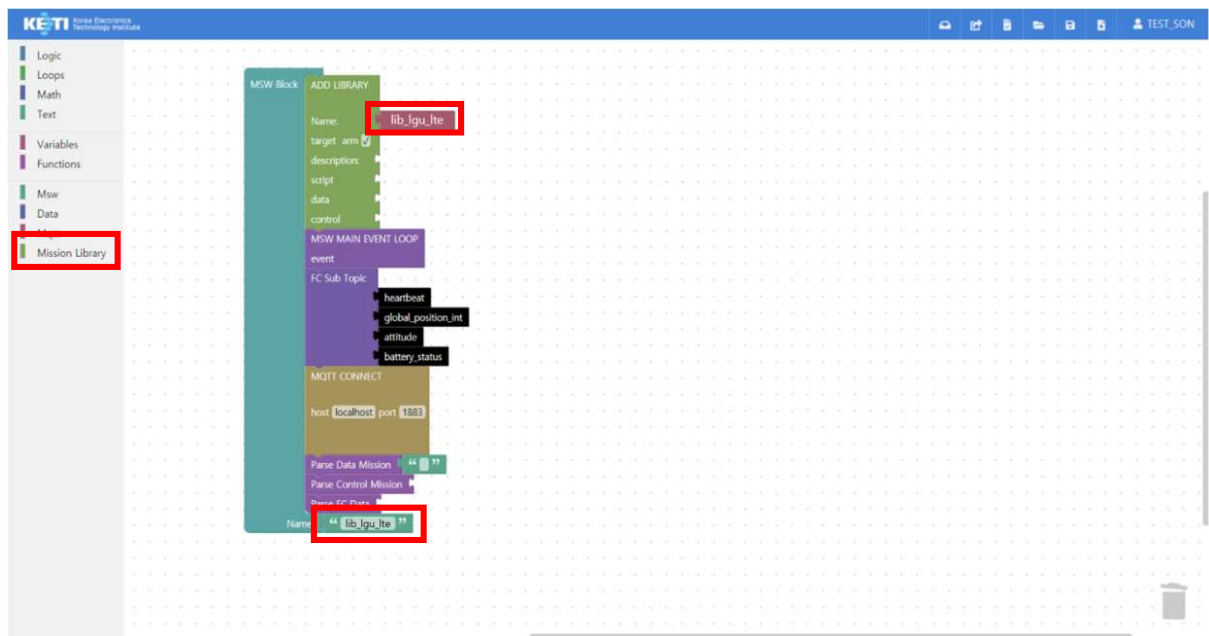 KETI Korea Electronics
Technology Institute
TEST_SON
Logic
Loops
Math
Text
Variables
Functions
Msw
Data
Mission Library
MSW Block
ADD LIBRARY
Name: lib_lgu_lte
target arm
description:
script
data
control
MSW MAIN EVENT LOOP
event
FC Sub Topic
heartbeat
global_position_int
attitude
battery_status
MQTT CONNECT
host localhost port 1883
Parse Data Mission “ ”
Parse Control Mission
Parse FC Data
Name “ lib_lgu_lte ”